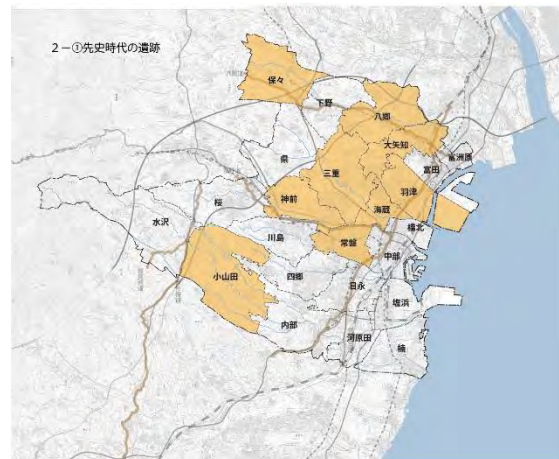 2－①先史時代の遺跡
保々
下野
八郷
大矢知
県
富田
富洲原
三重
羽津
桜
神前
海蔵
水沢
橋北
川島
常磐
中部
小山田
四郷
日永
塩浜
内部
河原田
楠